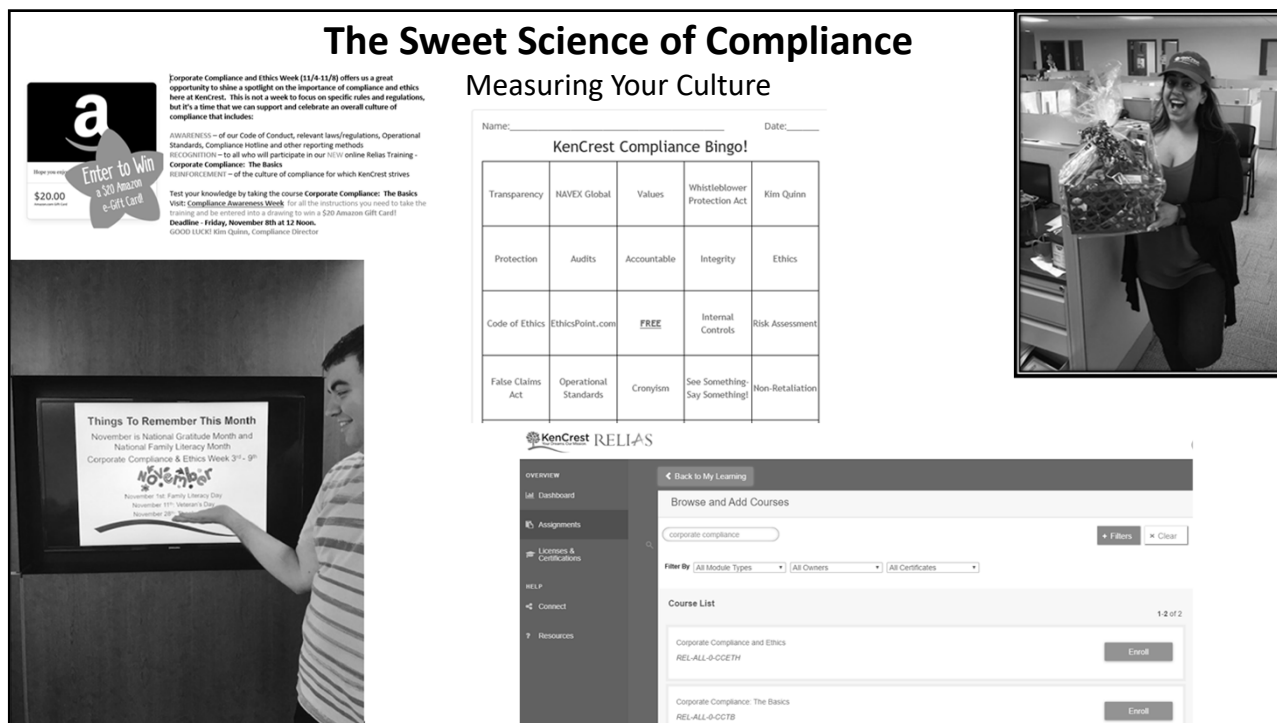 The Sweet Science of Compliance
Measuring Your Culture
a
Enter to Win
a $20 Amazon
e-Gift Card!
$20.00
Corporate Compliance and Ethics Week (11/4-11/8) offers us a great
opportunity to shine a spotlight on the importance of compliance and ethics
here at KenCrest. This is not a week to focus on specific rules and regulations,
but it's a time that we can support and celebrate an overall culture of
compliance that includes:
AWARENESS – of our Code of Conduct, relevant laws/regulations, Operational
Standards, Compliance Hotline and other reporting methods
RECOGNITION – to all who will participate in our NEW online Relias Training -
Corporate Compliance: The Basics
REINFORCEMENT – of the culture of compliance for which KenCrest strives
Test your knowledge by taking the course Corporate Compliance: The Basics
Visit: Compliance Awareness Week for all the instructions you need to take the
training and be entered into a drawing to win a $20 Amazon Gift Card!
Deadline - Friday, November 8th at 12 Noon.
GOOD LUCK! Kim Quinn, Compliance Director
Name: Date:
KenCrest Compliance Bingo!
Transparency NAVEX Global Values Whistleblower Protection Act Kim Quinn
Protection Audits Accountable Integrity Ethics
Code of Ethics EthicsPoint.com FREE Internal Controls Risk Assessment
False Claims Act Operational Standards Cronyism See Something- Say Something! Non-Retaliation
Things To Remember This Month
November is National Gratitude Month and
National Family Literacy Month
Corporate Compliance & Ethics Week 3rd - 9th
November
November 1st: Family Literacy Day
November 11th: Veteran's Day
November 28th
KenCrest RELIAS
OVERVIEW
Dashboard
Assignments
Licenses &
Certifications
HELP
Connect
? Resources
Back to My Learning
Browse and Add Courses
corporate compliance
+ Filters × Clear
Filter By All Module Types All Owners All Certificates
Course List
1-2 of 2
Corporate Compliance and Ethics
REL-ALL-0-CCETH
Enroll
Corporate Compliance: The Basics
REL-ALL-0-CCTB
Enroll